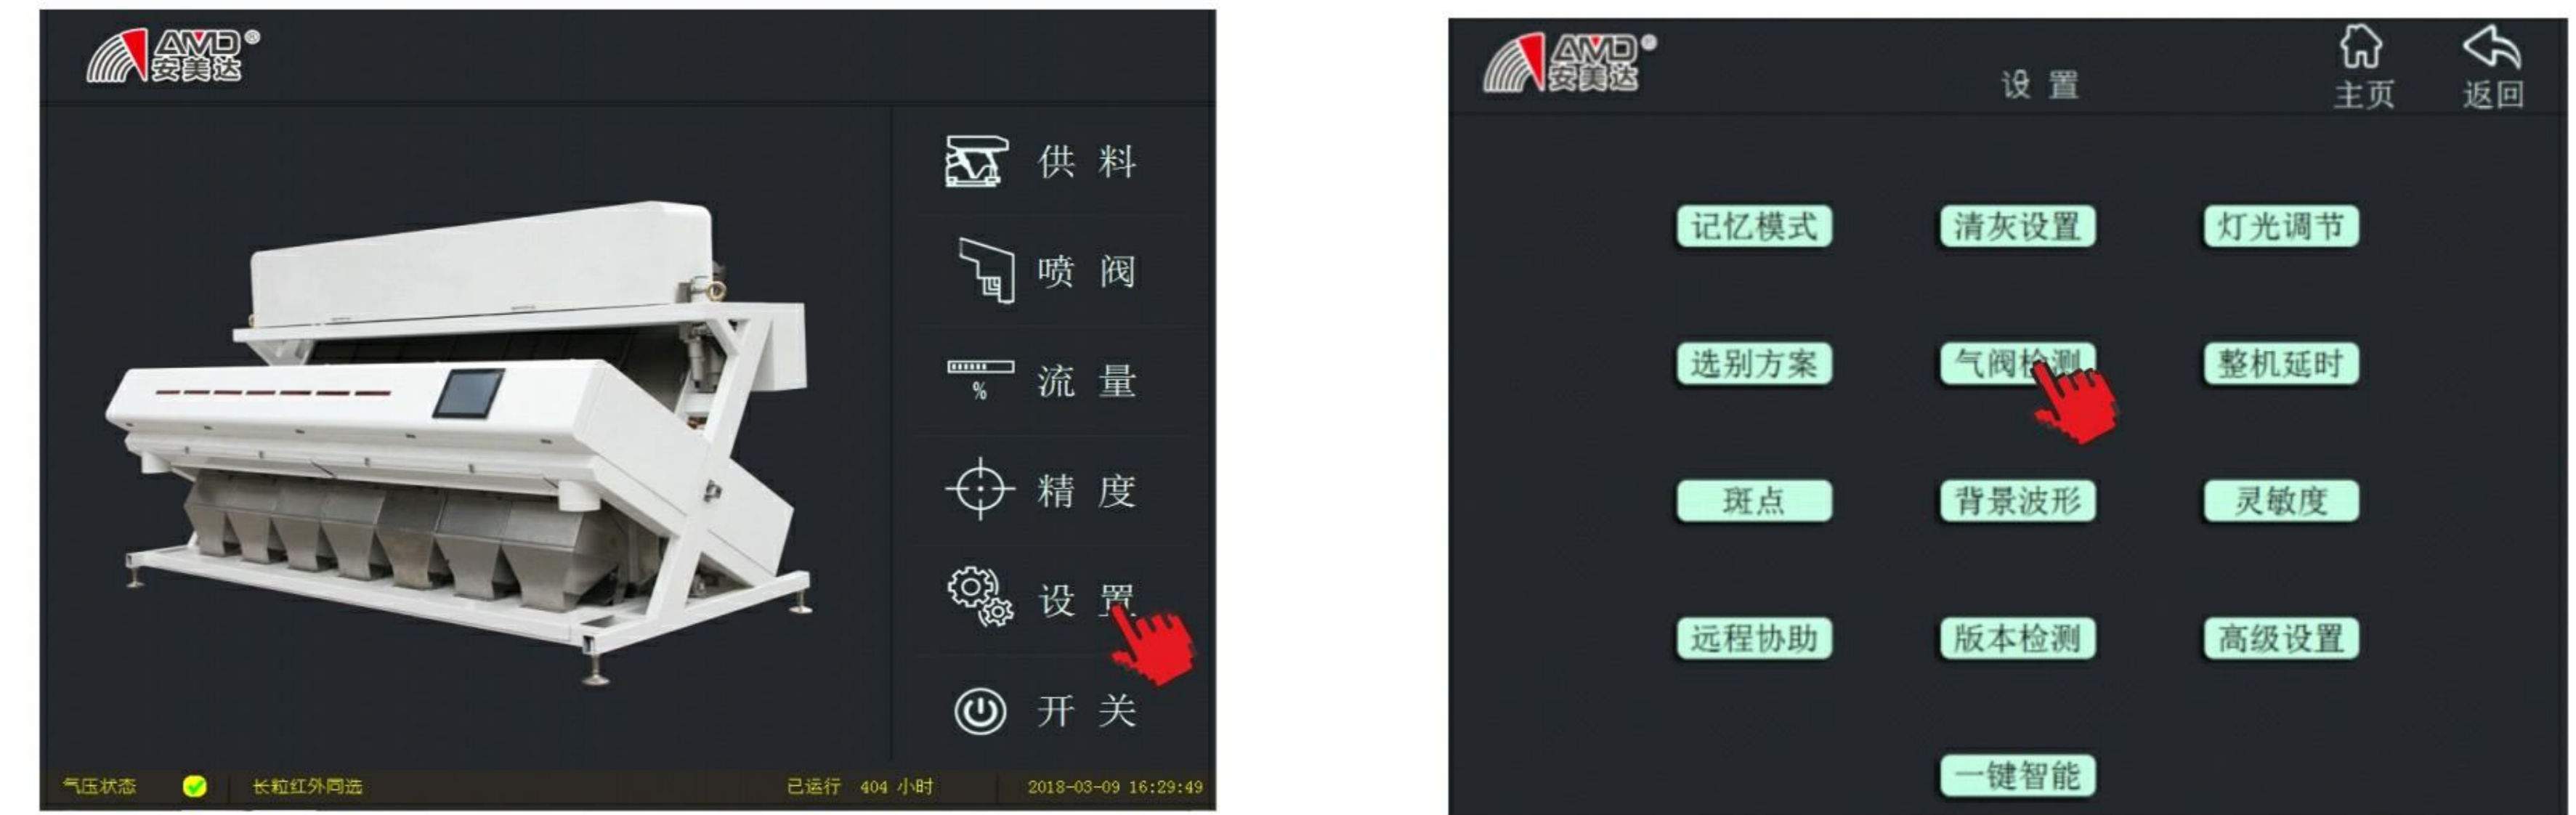 AMD®
安美达
供 料
喷 阀
% 流 量
精 度
设 置
开 关
气压状态 长粒红外同选 已运行 404 小时 2018-03-09 16:29:49
AMD®
安美达
设 置
主页 返回
记忆模式 清灰设置 灯光调节
选别方案 气阀检测 整机延时
斑点 背景波形 灵敏度
远程协助 版本检测 高级设置
一键智能